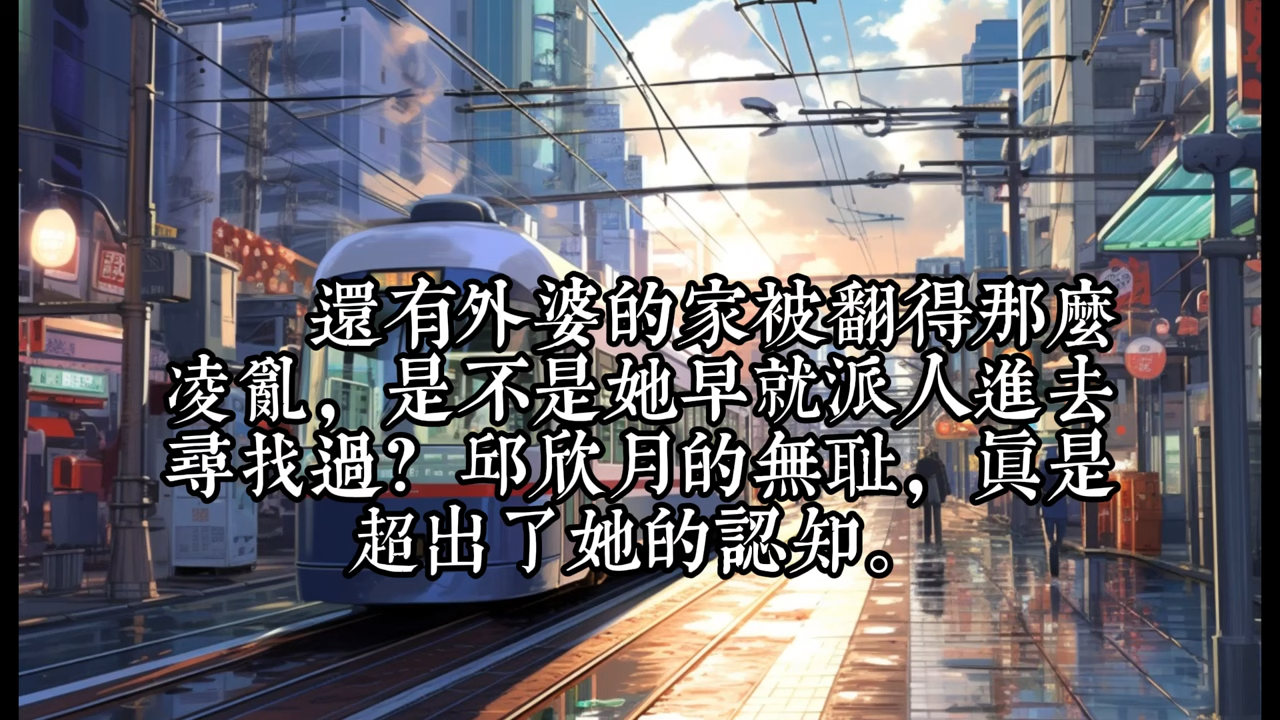 還有外婆的家被翻得那麼
凌亂，是不是她早就派人進去
尋找過？邱欣月的無耻，眞是
超出了她的認知。